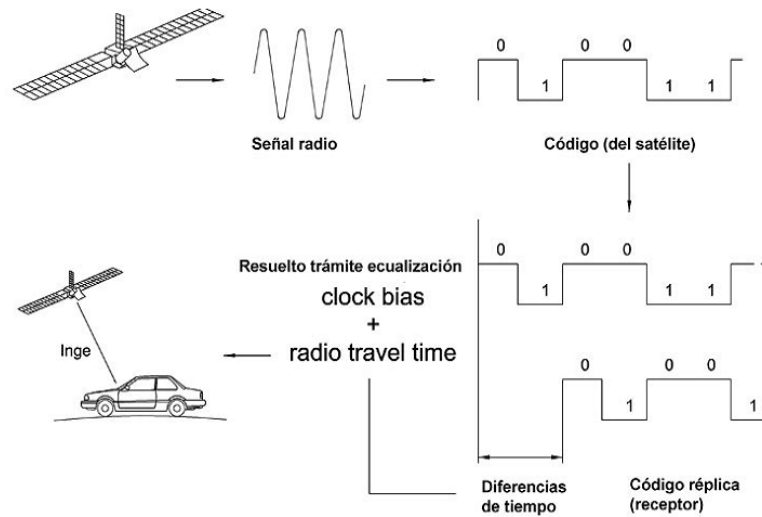 0 0 0
1 1 1
Señal radio
Código (del satélite)
0 0 0
Resuelto trámite ecualización
1 1 1
clock bias
+
Inge
radio travel time
0 0 0
1 1
Diferencias
de tiempo
Código réplica
(receptor)